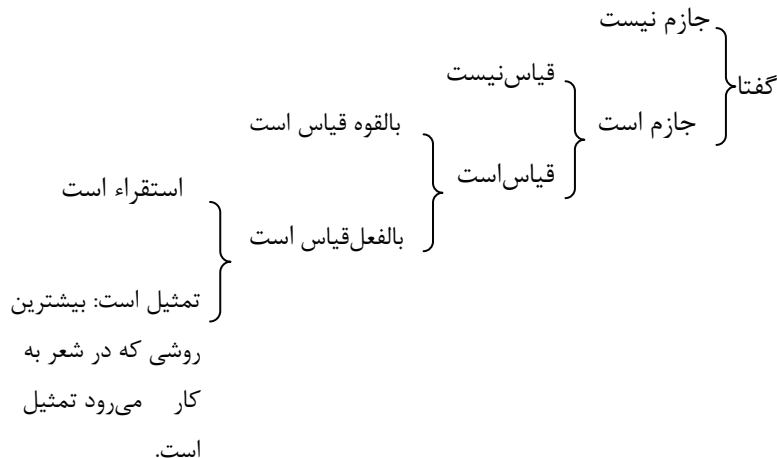 گفتار
جازم نیست
جازم است
قیاس‌نیست
قیاس‌است
بالقوه قیاس است
بالفعل‌قیاس است
استقراء است
تمثیل است: بیشترین
روشی که در شعر به
کار می‌رود تمثیل
است.